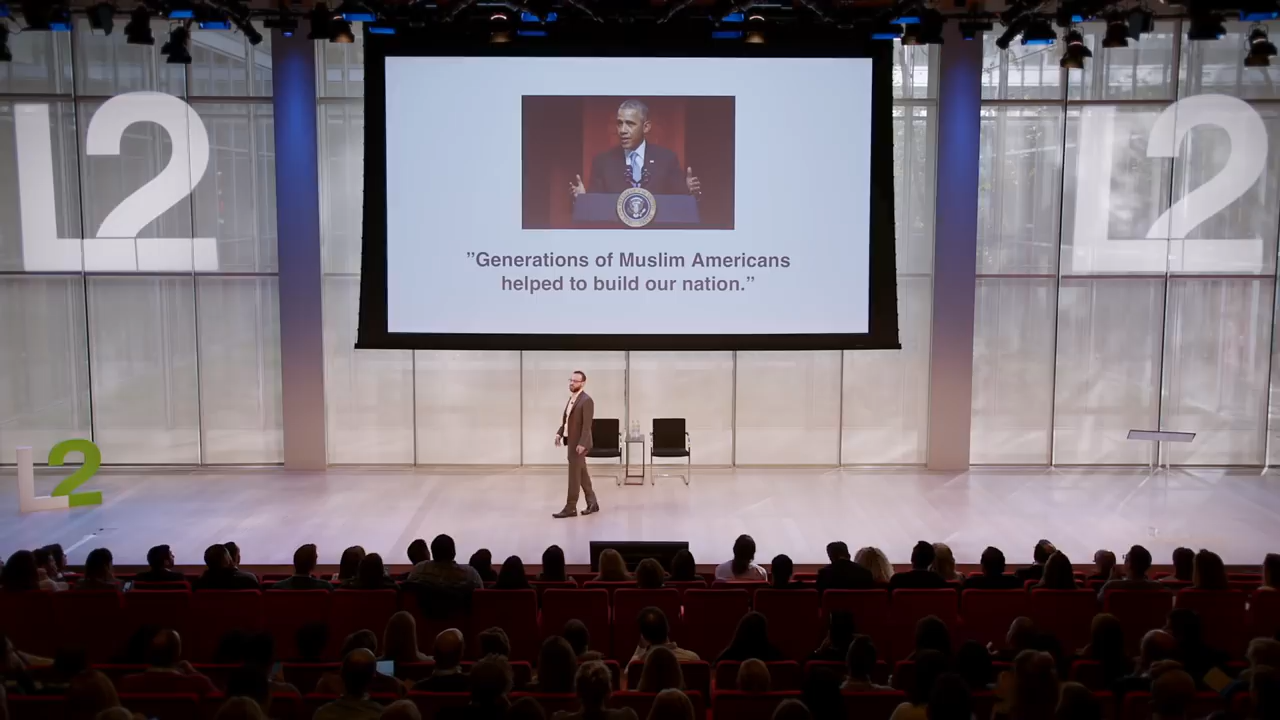 L2
L2
”Generations of Muslim Americans
helped to build our nation.”
L2